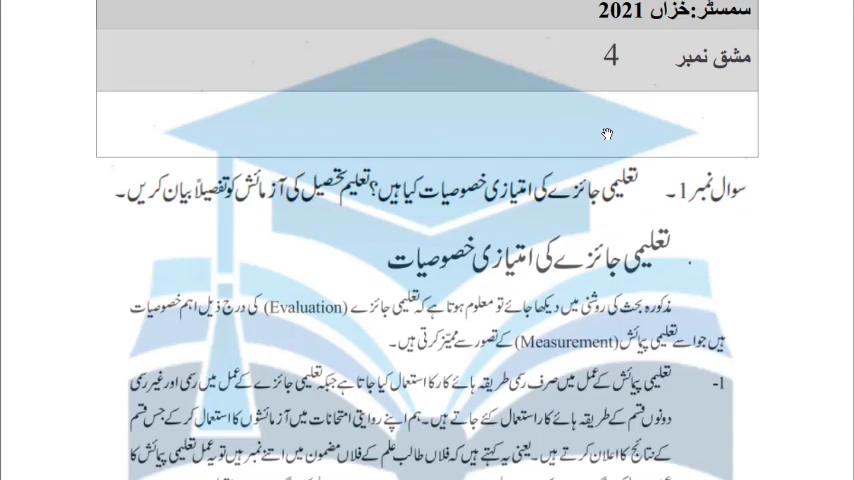 سمسٹر:خزاں 2021
مشق نمبر 4
سوال نمبر 1۔ تعلیمی جائزے کی امتیازی خصوصیات کیا ہیں؟ تعلیم تحصیل کی آزمائش کو تفصیلاً بیان کریں۔
تعلیمی جائزے کی امتیازی خصوصیات
مذکورہ بحث کی روشنی میں دیکھا جائے تو معلوم ہوتا ہے کہ تعلیمی جائزے (Evaluation) کی درج ذیل اہم خصوصیات
ہیں جو اسے تعلیمی پیمائش (Measurement) کے تصور سے ممیّز کرتی ہیں۔
1- تعلیمی پیمائش کے عمل میں صرف رسمی طریقہ ہائے کار کا استعمال کیا جاتا ہے جبکہ تعلیمی جائزے کے عمل میں رسمی اور غیر رسمی
دونوں قسم کے طریقہ ہائے کار استعمال کئے جاتے ہیں۔ ہم اپنے روایتی امتحانات میں آزمائشوں کا استعمال کر کے جس قسم
کے نتائج کا اعلان کرتے ہیں۔ یعنی یہ کہتے ہیں کہ فلاں طالب علم کے فلاں مضمون میں اتنے نمبر ہیں تو یہ عمل تعلیمی پیمائش کا